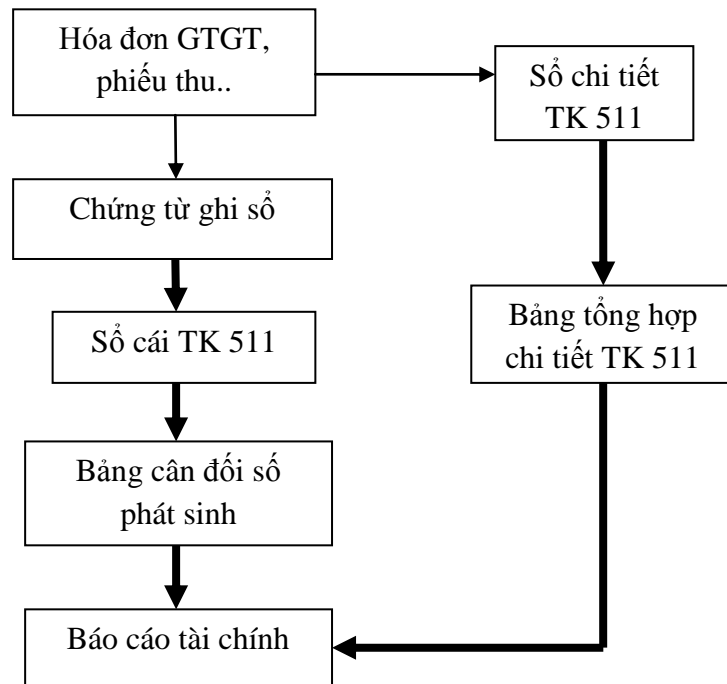 Hóa đơn GTGT,
phiếu thu..
Sổ chi tiết
TK 511
Chứng từ ghi sổ
Sổ cái TK 511
Bảng tổng hợp
chi tiết TK 511
Bảng cân đối số
phát sinh
Báo cáo tài chính